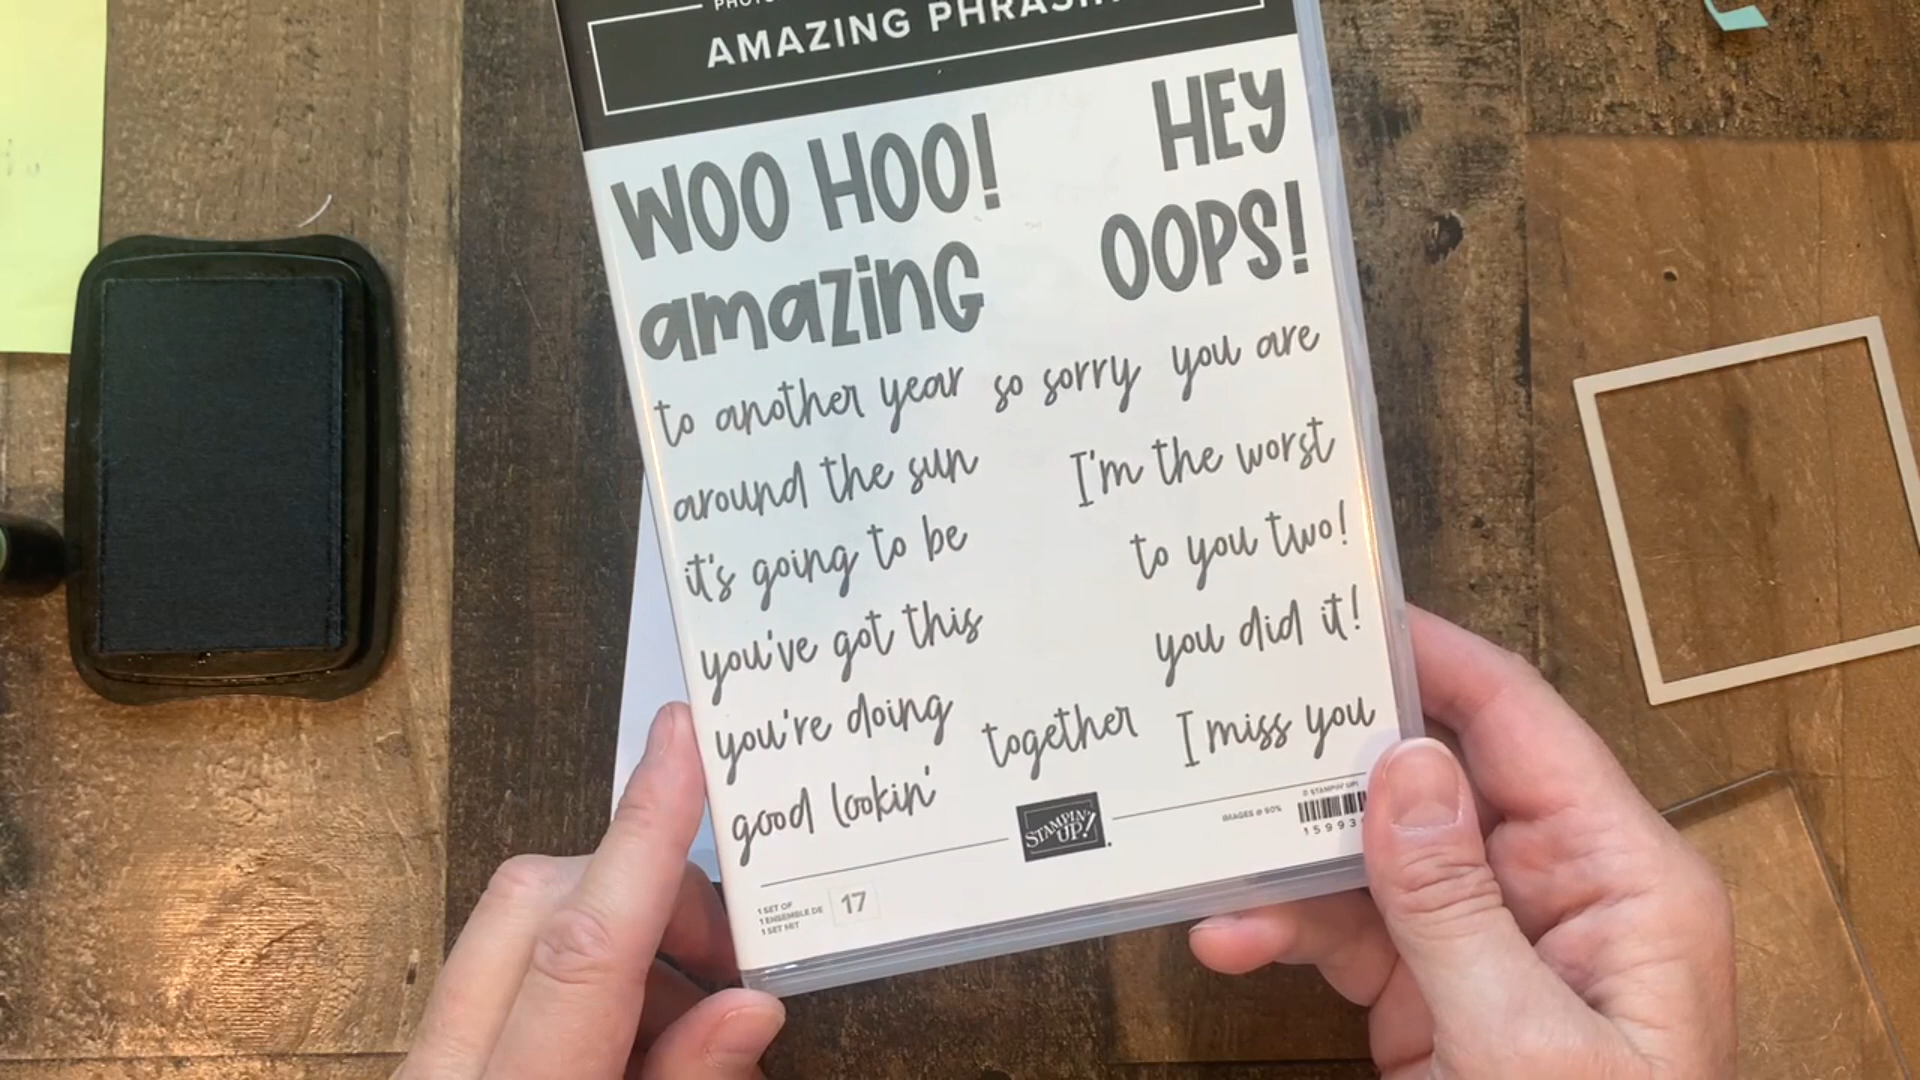 AMAZING
WOO HOO!
HEY
amazing
OOPS!
to another year
so sorry
you are
around the sun
I'm the worst
it's going to be
to you two!
you've got this
you did it!
you're doing
together
I miss you
good lookin'
STAMPIN' UP!
IMAGES @ 90%
© STAMPIN' UP!
1 SET OF
1 ENSEMBLE DE
1 SET MIT
17